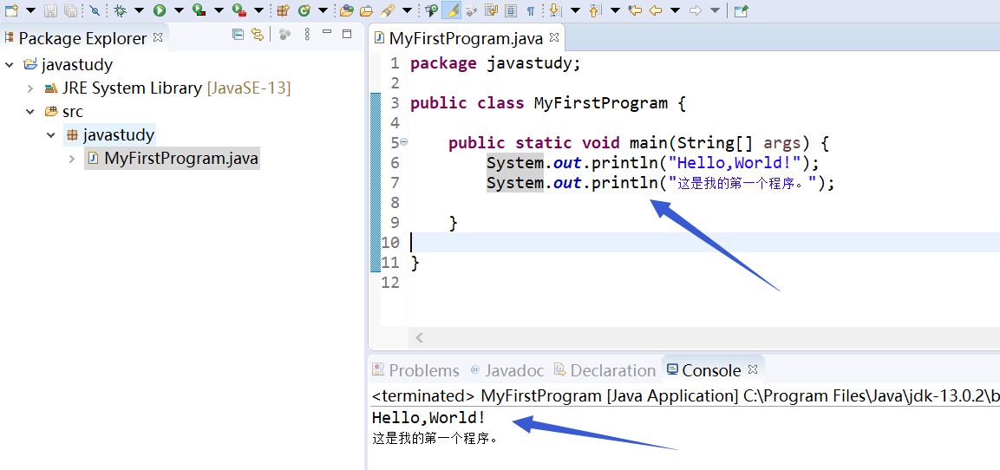 Package Explorer
javastudy
JRE System Library [JavaSE-13]
src
javastudy
MyFirstProgram.java
MyFirstProgram.java
1 package javastudy;
2
3 public class MyFirstProgram {
4
5 public static void main(String[] args) {
6 System.out.println("Hello,World!");
7 System.out.println("这是我的第一个程序。");
8
9 }
10
11 }
12
Problems @ Javadoc Declaration Console
<terminated> MyFirstProgram [Java Application] C:\Program Files\Java\jdk-13.0.2\b
Hello,World!
这是我的第一个程序。